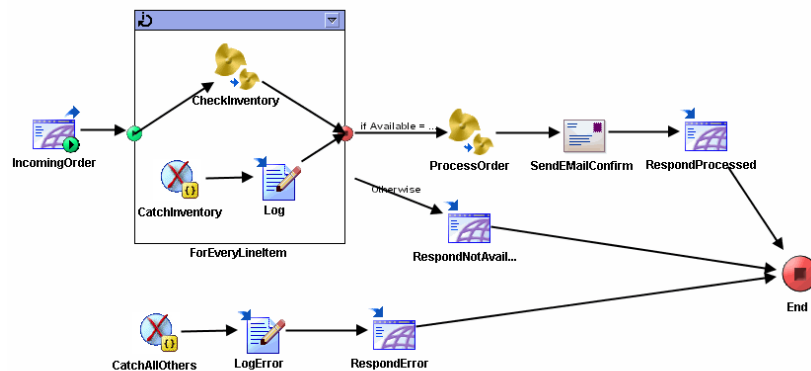 CheckInventory
if Available = ...
IncomingOrder
ProcessOrder
SendEMailConfirm
RespondProcessed
CatchInventory
Log
Otherwise
ForEveryLineItem
RespondNotAvail...
End
CatchAllOthers
LogError
RespondError